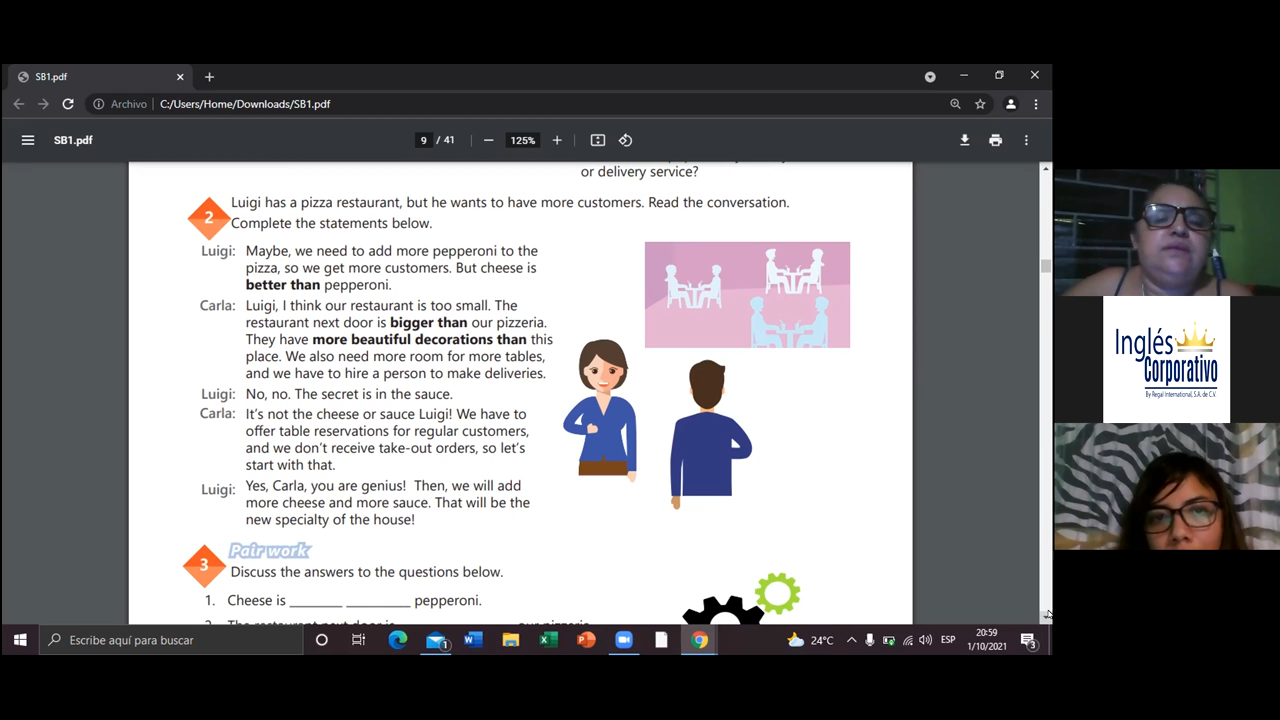 SB1.pdf
Archivo C:/Users/Home/Downloads/SB1.pdf
SB1.pdf
9 / 41
125%
or delivery service?
2
Luigi has a pizza restaurant, but he wants to have more customers. Read the conversation.
Complete the statements below.
Luigi: Maybe, we need to add more pepperoni to the
pizza, so we get more customers. But cheese is
better than pepperoni.
Carla: Luigi, I think our restaurant is too small. The
restaurant next door is bigger than our pizzeria.
They have more beautiful decorations than this
place. We also need more room for more tables,
and we have to hire a person to make deliveries.
Luigi: No, no. The secret is in the sauce.
Carla: It's not the cheese or sauce Luigi! We have to
offer table reservations for regular customers,
and we don't receive take-out orders, so let's
start with that.
Luigi: Yes, Carla, you are genius! Then, we will add
more cheese and more sauce. That will be the
new specialty of the house!
3
Pair work
Discuss the answers to the questions below.
1. Cheese is ________ __________ pepperoni.
Inglés
Corporativo
By Regal International, S.A. de C.V.
Escribe aquí para buscar
1
24°C
ESP
20:59
1/10/2021
3